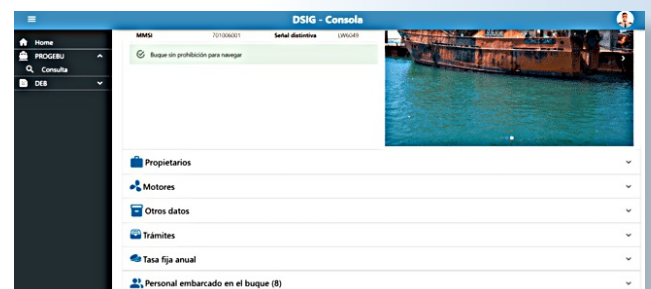 DSIG - Consola
Home
PROGEBU
Consulta
DEB
MMSI 701006001 Señal distintiva LW6049
Buque sin prohibición para navegar
Propietarios
Motores
Otros datos
Trámites
Tasa fija anual
Personal embarcado en el buque (8)